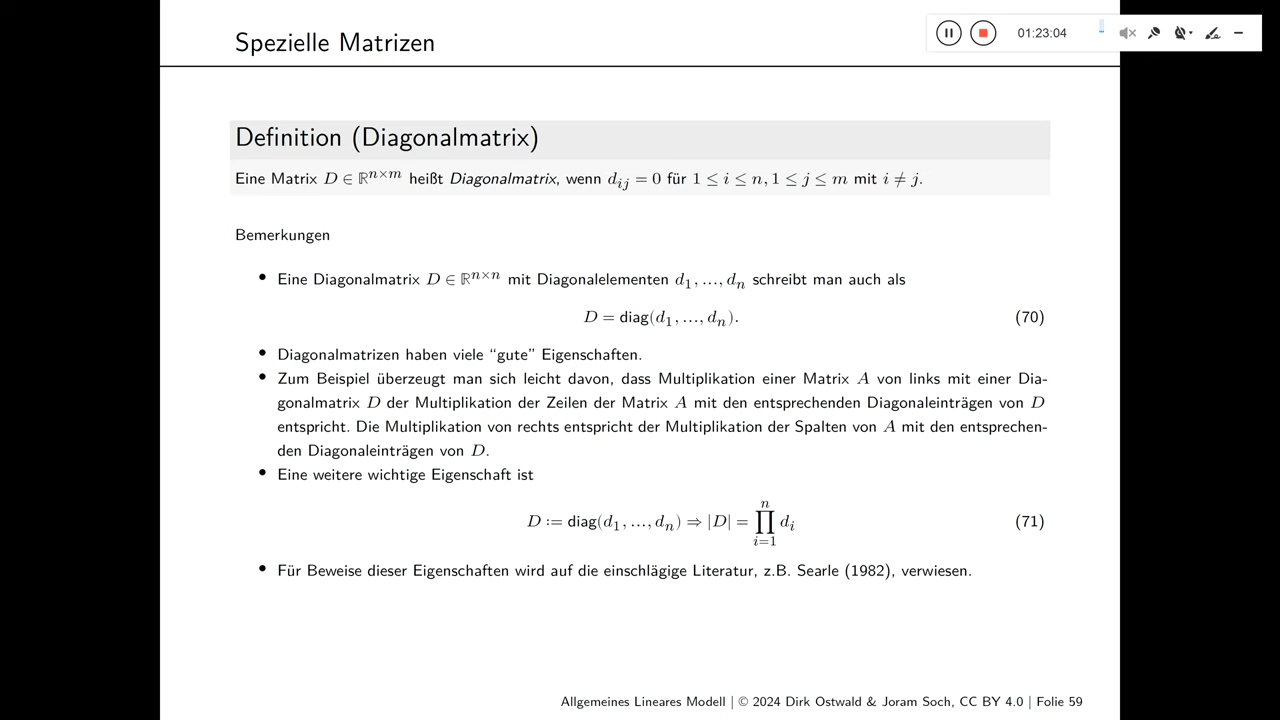 Spezielle Matrizen
01:23:04
Definition (Diagonalmatrix)
Eine Matrix D ∈ ℝ^{n×m} heißt Diagonalmatrix, wenn d_{ij} = 0 für 1 ≤ i ≤ n, 1 ≤ j ≤ m mit i ≠ j.
Bemerkungen
• Eine Diagonalmatrix D ∈ ℝ^{n×n} mit Diagonalelementen d_1, ..., d_n schreibt man auch als
D = diag(d_1, ..., d_n). (70)
• Diagonalmatrizen haben viele “gute” Eigenschaften.
• Zum Beispiel überzeugt man sich leicht davon, dass Multiplikation einer Matrix A von links mit einer Dia-
gonalmatrix D der Multiplikation der Zeilen der Matrix A mit den entsprechenden Diagonaleinträgen von D
entspricht. Die Multiplikation von rechts entspricht der Multiplikation der Spalten von A mit den entsprechen-
den Diagonaleinträgen von D.
• Eine weitere wichtige Eigenschaft ist
D := diag(d_1, ..., d_n) ⇒ |D| = ∏_{i=1}^{n} d_i (71)
• Für Beweise dieser Eigenschaften wird auf die einschlägige Literatur, z.B. Searle (1982), verwiesen.
Allgemeines Lineares Modell | © 2024 Dirk Ostwald & Joram Soch, CC BY 4.0 | Folie 59